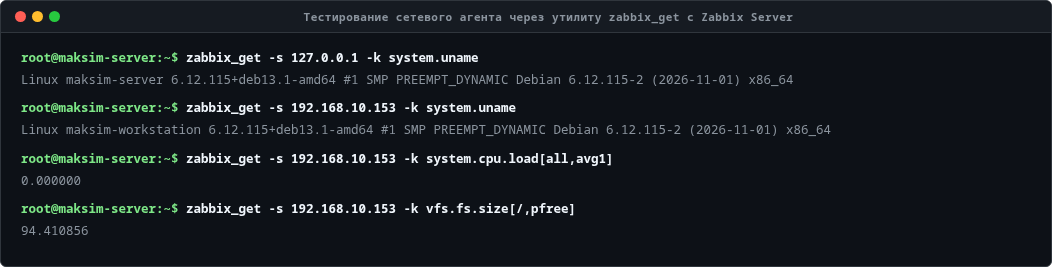 Тестирование сетевого агента через утилиту zabbix_get с Zabbix Server
root@maksim-server:~$ zabbix_get -s 127.0.0.1 -k system.uname
Linux maksim-server 6.12.115+deb13.1-amd64 #1 SMP PREEMPT_DYNAMIC Debian 6.12.115-2 (2026-11-01) x86_64
root@maksim-server:~$ zabbix_get -s 192.168.10.153 -k system.uname
Linux maksim-workstation 6.12.115+deb13.1-amd64 #1 SMP PREEMPT_DYNAMIC Debian 6.12.115-2 (2026-11-01) x86_64
root@maksim-server:~$ zabbix_get -s 192.168.10.153 -k system.cpu.load[all,avg1]
0.000000
root@maksim-server:~$ zabbix_get -s 192.168.10.153 -k vfs.fs.size[/,pfree]
94.410856